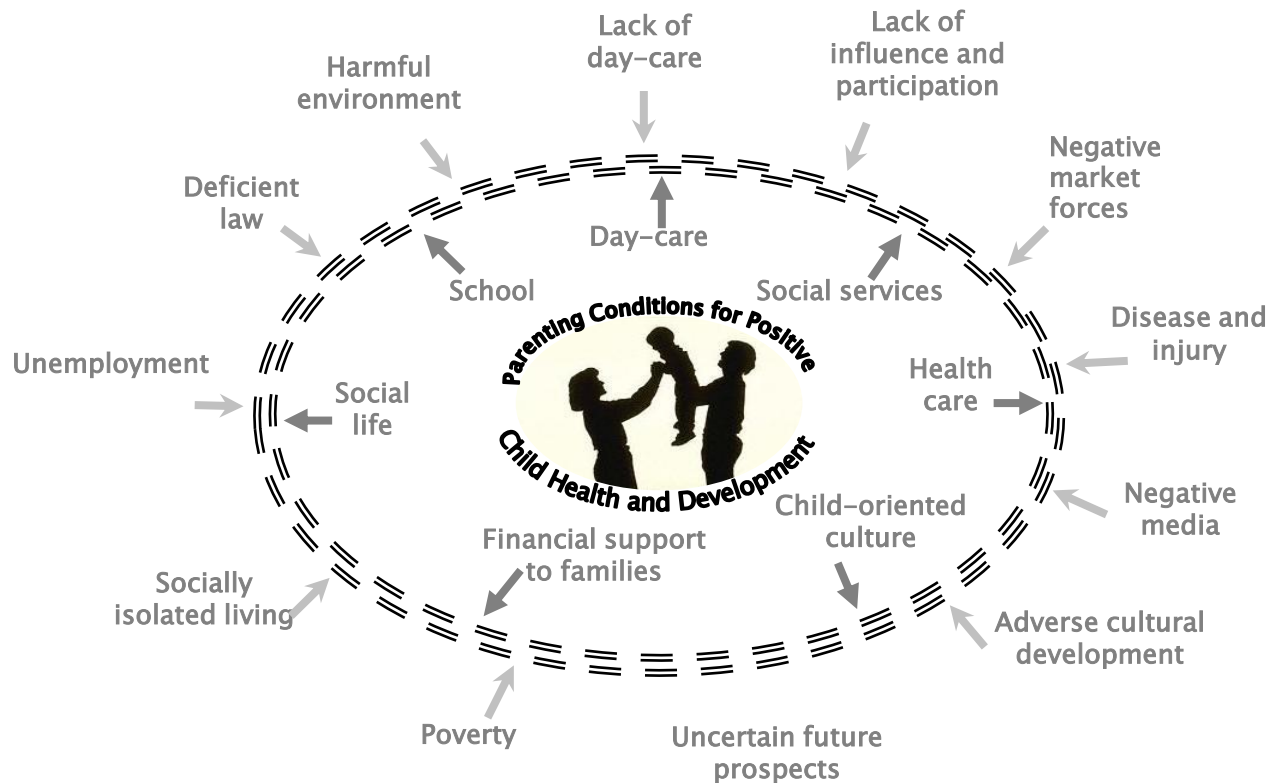 Lack of
day-care
Lack of
influence and
participation
Harmful
environment
Negative
market
forces
Deficient
law
Day-care
School
Social services
Parenting Conditions for Positive
Disease and
injury
Unemployment
Health
care
Social
life
Child Health and Development
Negative
media
Child-oriented
culture
Financial support
to families
Socially
isolated living
Adverse cultural
development
Poverty
Uncertain future
prospects